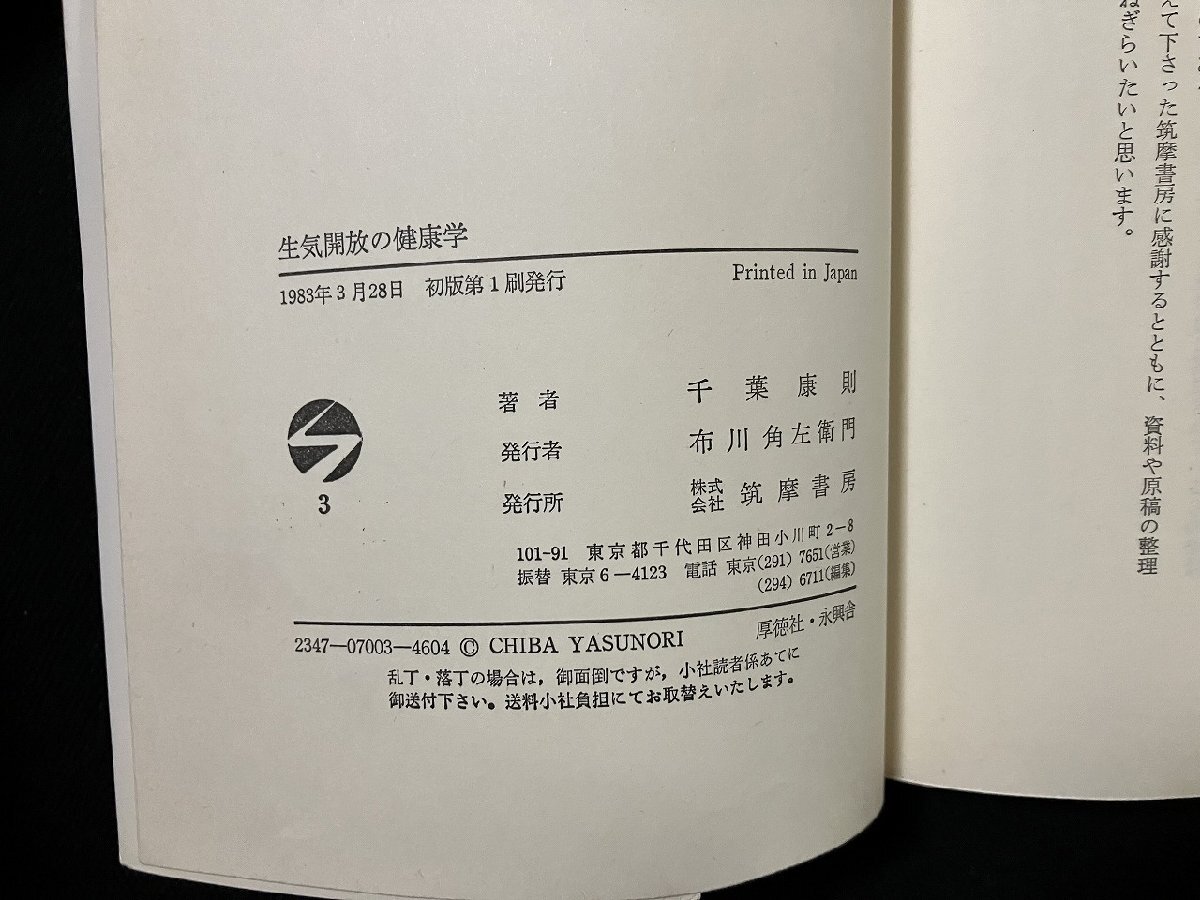 生気開放の健康学
1983年3月28日 初版第1刷発行 Printed in Japan
著者 千葉康則
発行者 布川角左衛門
発行所 株式会社 筑摩書房
3
101-91 東京都千代田区神田小川町2-8
振替 東京6-4123 電話 東京(291)7651(営業)
(294)6711(編集)
2347-07003-4604 © CHIBA YASUNORI 厚徳社・永興舎
乱丁・落丁の場合は,御面倒ですが,小社読者係あてに
御送付下さい。送料小社負担にてお取替えいたします。
えて下さった筑摩書房に感謝するとともに、資料や原稿の整理
ねぎらいたいと思います。